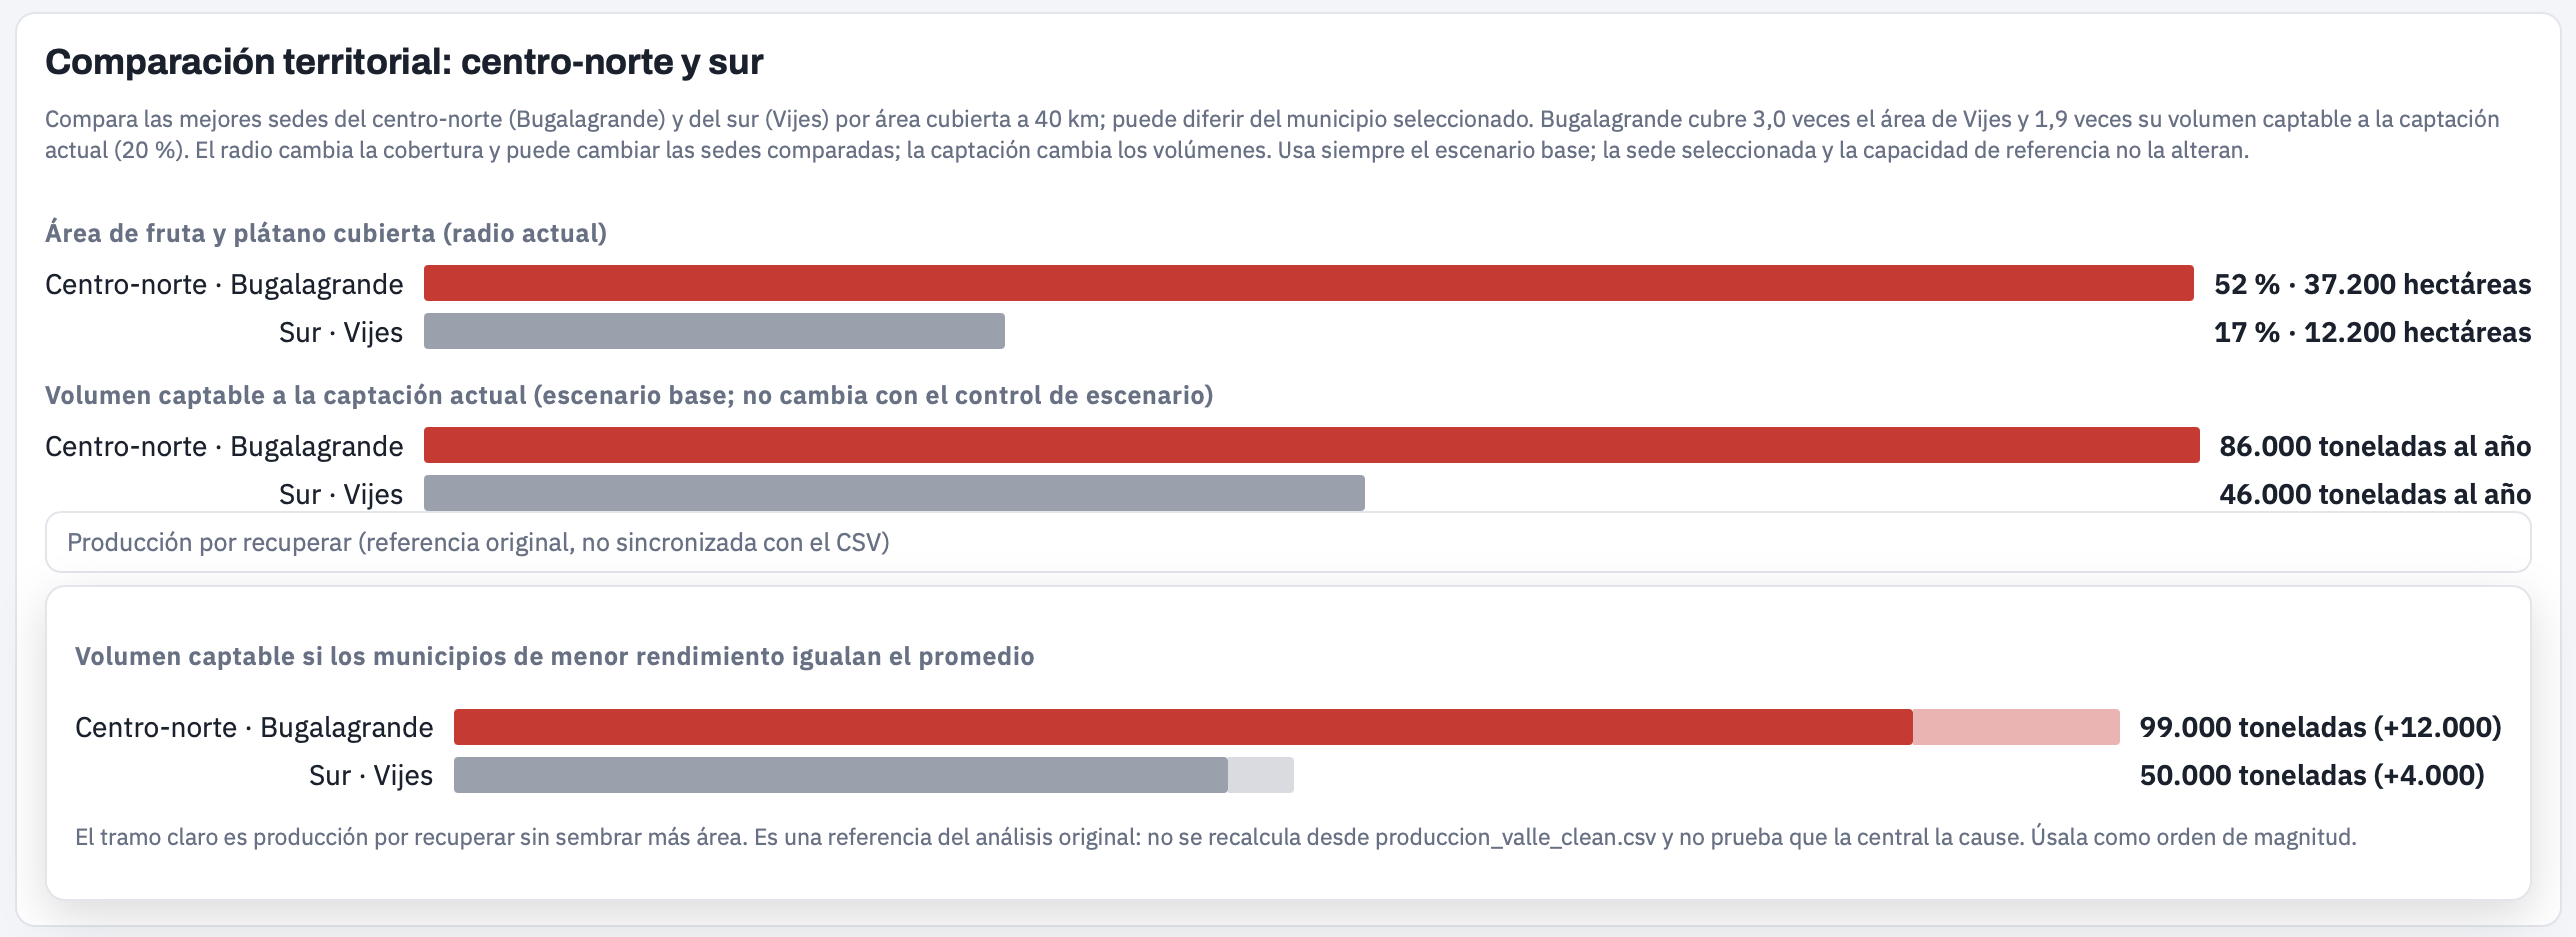 Comparación territorial: centro-norte y sur
Compara las mejores sedes del centro-norte (Bugalagrande) y del sur (Vijes) por área cubierta a 40 km; puede diferir del municipio seleccionado. Bugalagrande cubre 3,0 veces el área de Vijes y 1,9 veces su volumen captable a la captación
actual (20 %). El radio cambia la cobertura y puede cambiar las sedes comparadas; la captación cambia los volúmenes. Usa siempre el escenario base; la sede seleccionada y la capacidad de referencia no la alteran.
Área de fruta y plátano cubierta (radio actual)
Centro-norte · Bugalagrande 52 % · 37.200 hectáreas
Sur · Vijes 17 % · 12.200 hectáreas
Volumen captable a la captación actual (escenario base; no cambia con el control de escenario)
Centro-norte · Bugalagrande 86.000 toneladas al año
Sur · Vijes 46.000 toneladas al año
Producción por recuperar (referencia original, no sincronizada con el CSV)
Volumen captable si los municipios de menor rendimiento igualan el promedio
Centro-norte · Bugalagrande 99.000 toneladas (+12.000)
Sur · Vijes 50.000 toneladas (+4.000)
El tramo claro es producción por recuperar sin sembrar más área. Es una referencia del análisis original: no se recalcula desde produccion_valle_clean.csv y no prueba que la central la cause. Úsala como orden de magnitud.